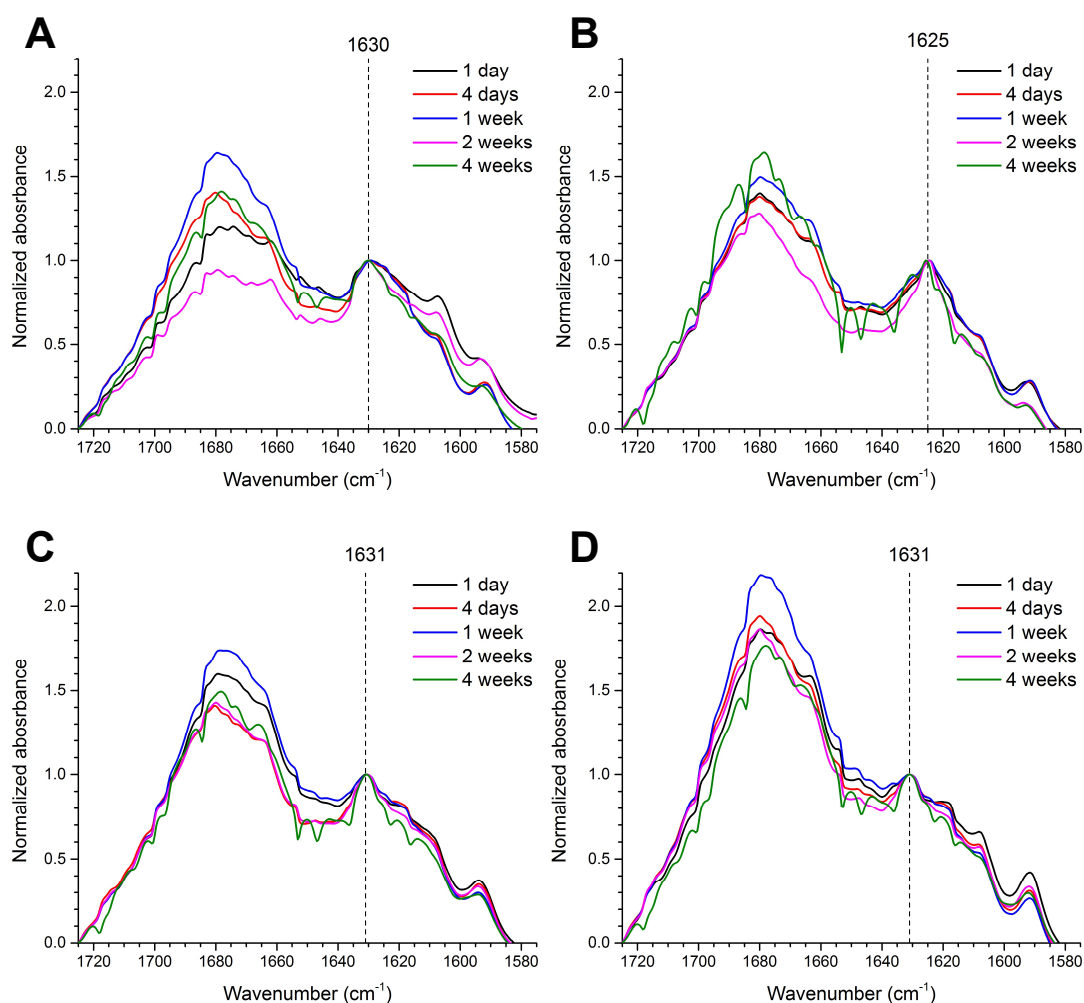 A
1630
1 day
4 days
1 week
2 weeks
4 weeks
2.0
1.5
1.0
0.5
0.0
Normalized abosrbance
1720 1700 1680 1660 1640 1620 1600 1580
Wavenumber (cm-1)
B
1625
1 day
4 days
1 week
2 weeks
4 weeks
2.0
1.5
1.0
0.5
0.0
Normalized abosrbance
1720 1700 1680 1660 1640 1620 1600 1580
Wavenumber (cm-1)
C
1631
1 day
4 days
1 week
2 weeks
4 weeks
2.0
1.5
1.0
0.5
0.0
Normalized abosrbance
1720 1700 1680 1660 1640 1620 1600 1580
Wavenumber (cm-1)
D
1631
1 day
4 days
1 week
2 weeks
4 weeks
2.0
1.5
1.0
0.5
0.0
Normalized abosrbance
1720 1700 1680 1660 1640 1620 1600 1580
Wavenumber (cm-1)